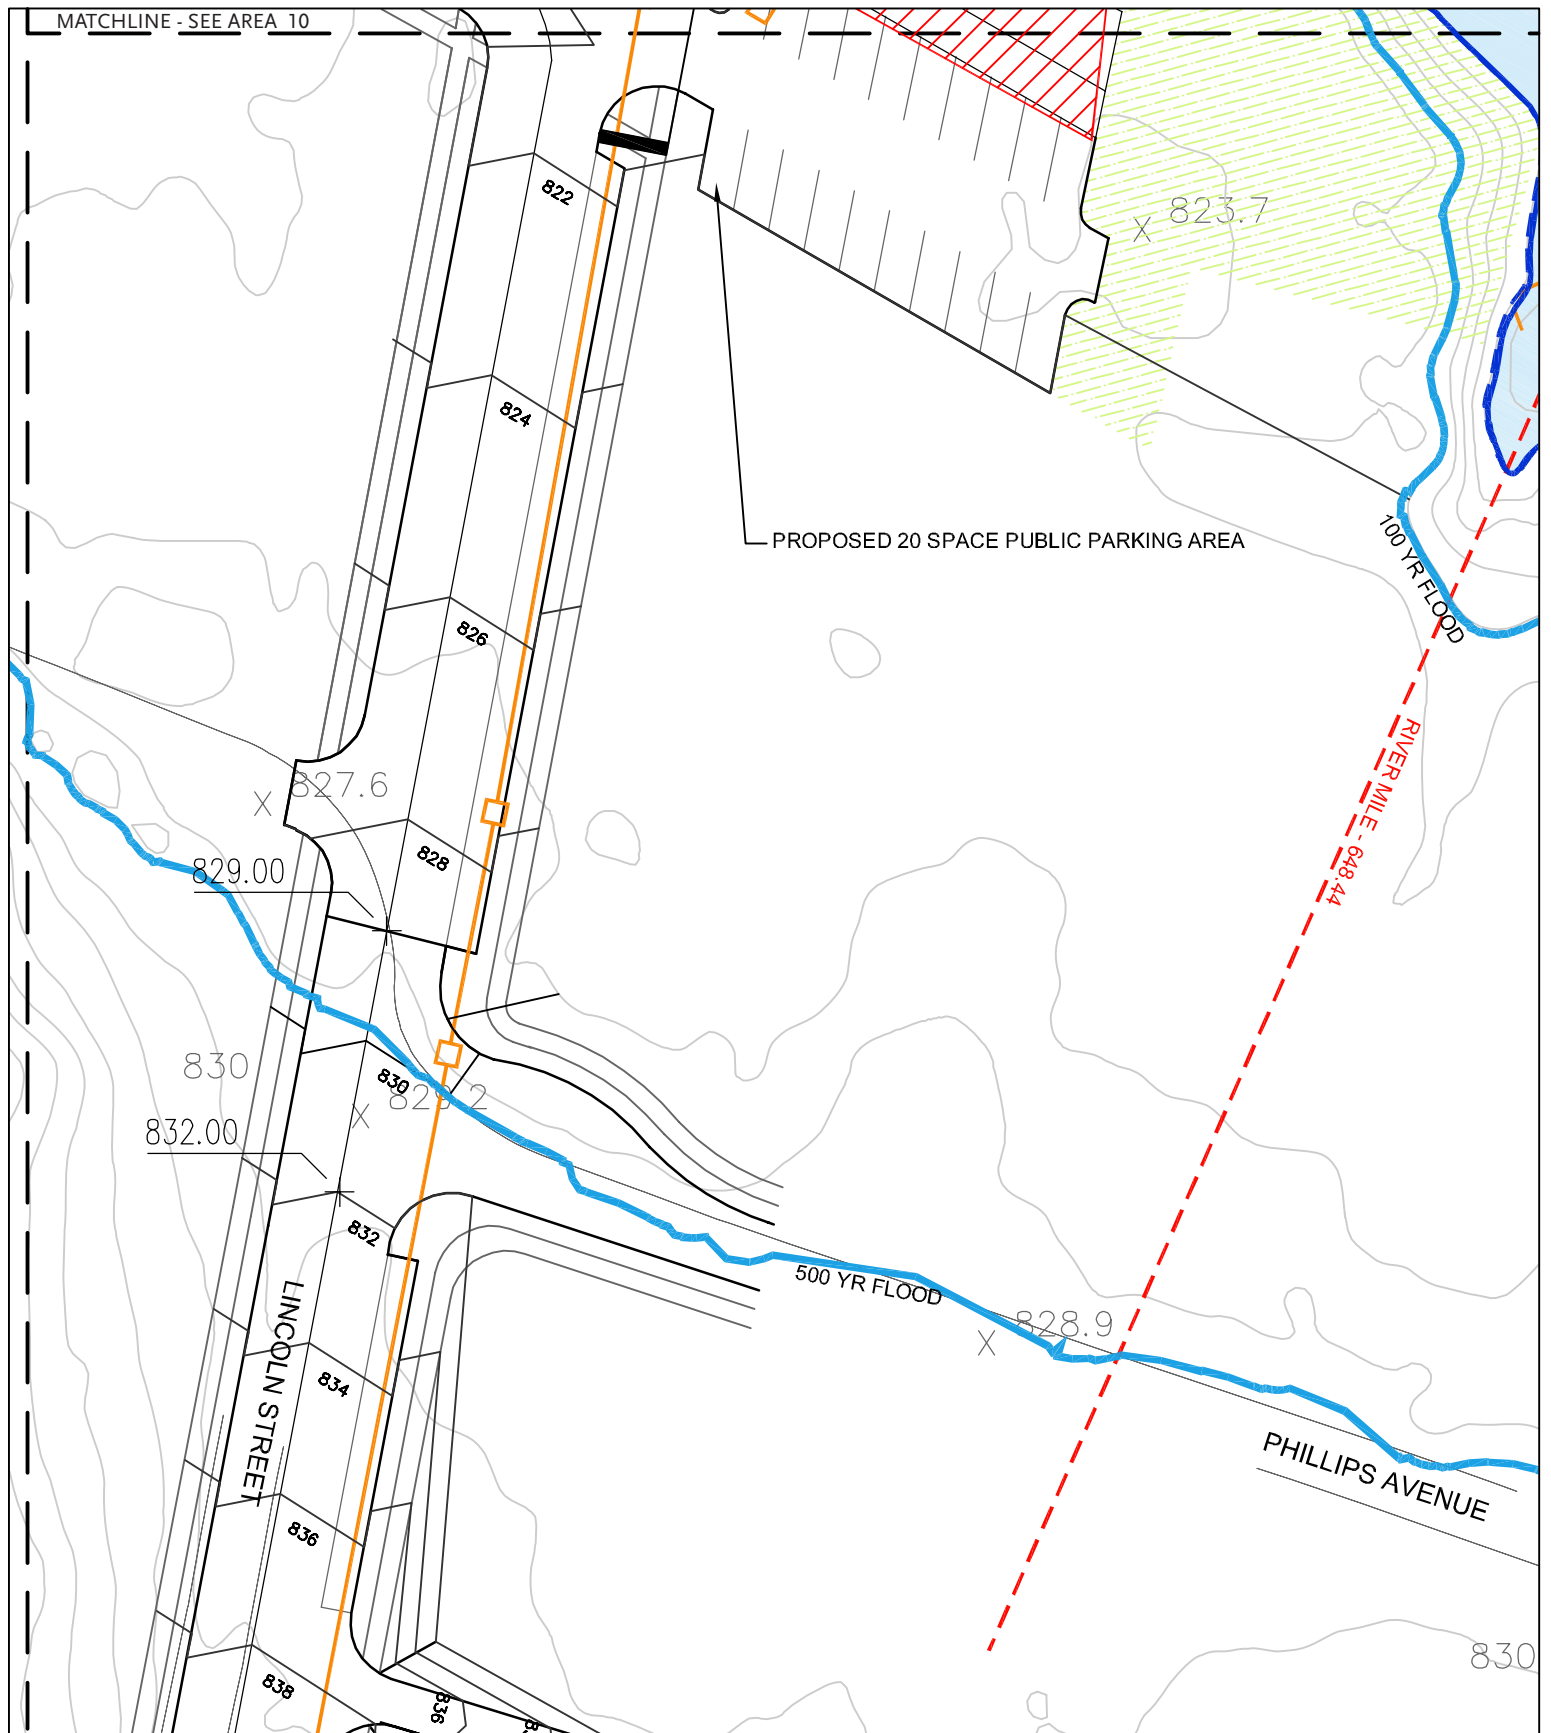 MATCHLINE - SEE AREA 10
822
823.7
824
PROPOSED 20 SPACE PUBLIC PARKING AREA
100 YR FLOOD
826
RIVER MILE - 648.44
827.6
828
829.00
830
830
829.2
832.00
832
500 YR FLOOD
828.9
LINCOLN STREET
834
PHILLIPS AVENUE
836
830
838
836